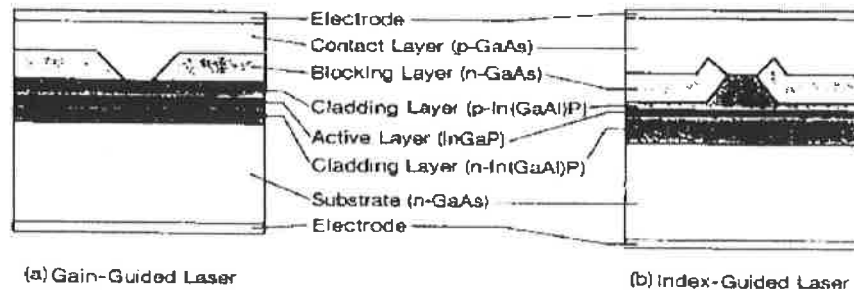 Electrode
Contact Layer (p-GaAs)
Blocking Layer (n-GaAs)
Cladding Layer (p-In(GaAl)P)
Active Layer (InGaP)
Cladding Layer (n-In(GaAl)P)
Substrate (n-GaAs)
Electrode
(a) Gain-Guided Laser
(b) Index-Guided Laser